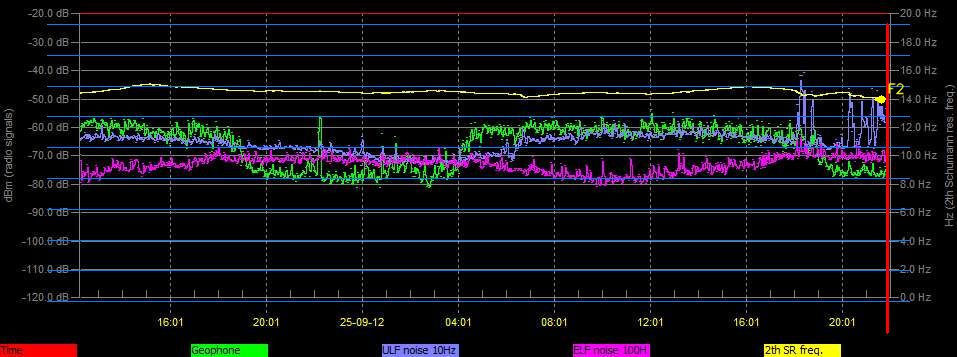 -20.0 dB 20.0 Hz
-30.0 dB 18.0 Hz
-40.0 dB 16.0 Hz
-50.0 dB 14.0 Hz
F2
-60.0 dB 12.0 Hz
-70.0 dB 10.0 Hz
-80.0 dB 8.0 Hz
-90.0 dB 6.0 Hz
-100.0 dB 4.0 Hz
-110.0 dB 2.0 Hz
-120.0 dB 0.0 Hz
dBm (radio signals)
Hz (2th Schumann res. freq.)
16:01 20:01 25-09-12 04:01 08:01 12:01 16:01 20:01
Time Geophone ULF noise 10Hz ELF noise 100H 2th SR freq.